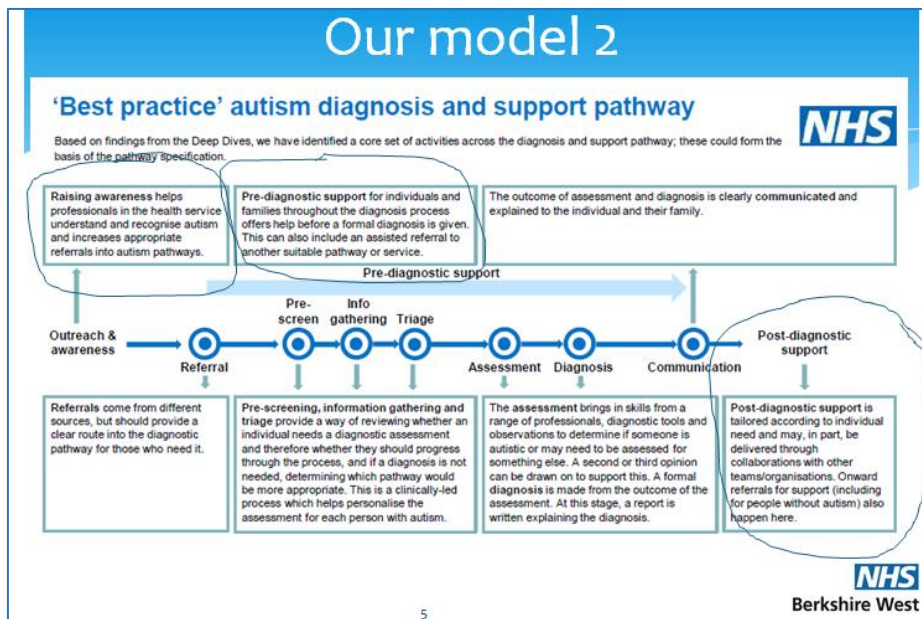 Our model 2
'Best practice' autism diagnosis and support pathway
NHS
Based on findings from the Deep Dives, we have identified a core set of activities across the diagnosis and support pathway; these could form the
basis of the pathway specification.
Raising awareness helps
professionals in the health service
understand and recognise autism
and increases appropriate
referrals into autism pathways.
Pre-diagnostic support for individuals and
families throughout the diagnosis process
offers help before a formal diagnosis is given.
This can also include an assisted referral to
another suitable pathway or service.
The outcome of assessment and diagnosis is clearly communicated and
explained to the individual and their family.
Pre-diagnostic support
Outreach &
awareness
Referral
Pre-
screen
Info
gathering
Triage
Assessment
Diagnosis
Communication
Post-diagnostic
support
Referrals come from different
sources, but should provide a
clear route into the diagnostic
pathway for those who need it.
Pre-screening, information gathering and
triage provide a way of reviewing whether an
individual needs a diagnostic assessment
and therefore whether they should progress
through the process, and if a diagnosis is not
needed, determining which pathway would
be more appropriate. This is a clinically-led
process which helps personalise the
assessment for each person with autism.
The assessment brings in skills from a
range of professionals, diagnostic tools and
observations to determine if someone is
autistic or may need to be assessed for
something else. A second or third opinion
can be drawn on to support this. A formal
diagnosis is made from the outcome of the
assessment. At this stage, a report is
written explaining the diagnosis.
Post-diagnostic support is
tailored according to individual
need and may, in part, be
delivered through
collaborations with other
teams/organisations. Onward
referrals for support (including
for people without autism) also
happen here.
NHS
Berkshire West
5